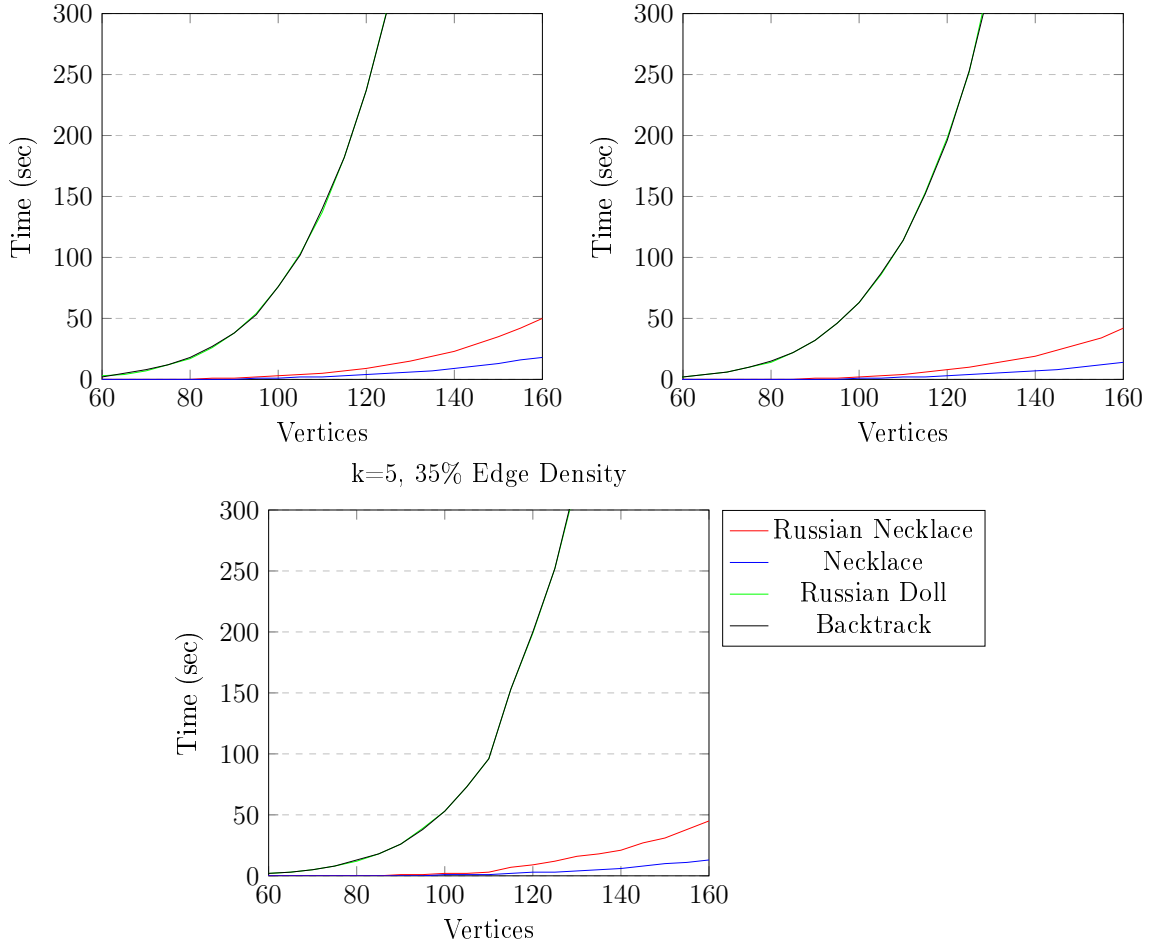 300
250
200
150
100
50
0
60 80 100 120 140 160
Time (sec)
Vertices
300
250
200
150
100
50
0
60 80 100 120 140 160
Time (sec)
Vertices
k=5, 35% Edge Density
300
250
200
150
100
50
0
60 80 100 120 140 160
Time (sec)
Vertices
Russian Necklace
Necklace
Russian Doll
Backtrack